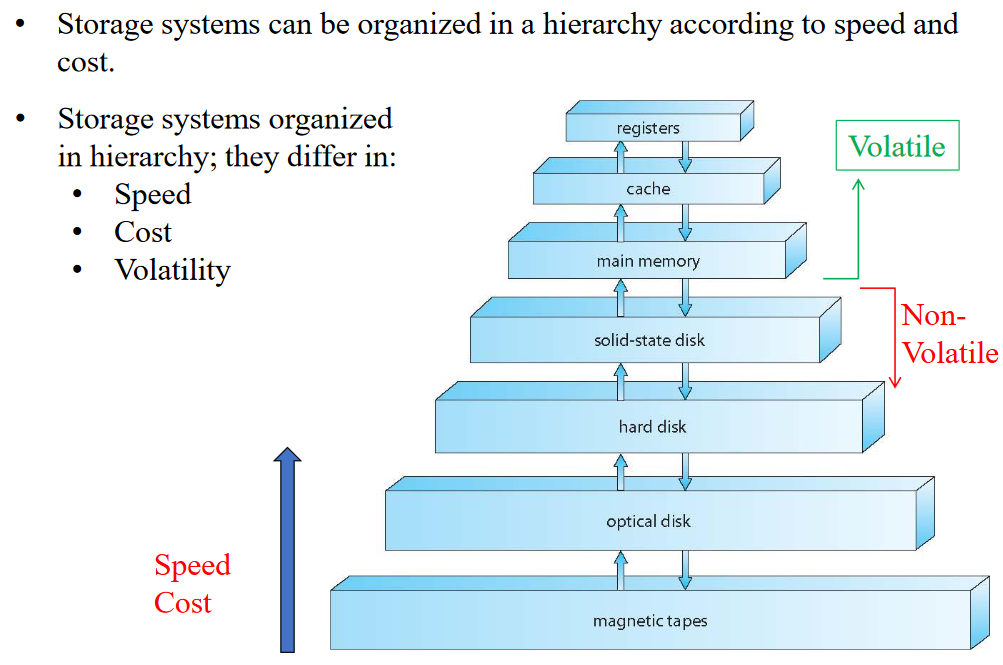 • Storage systems can be organized in a hierarchy according to speed and
cost.
• Storage systems organized
in hierarchy; they differ in:
• Speed
• Cost
• Volatility
registers
cache
main memory
solid-state disk
hard disk
optical disk
magnetic tapes
Volatile
Non-
Volatile
Speed
Cost